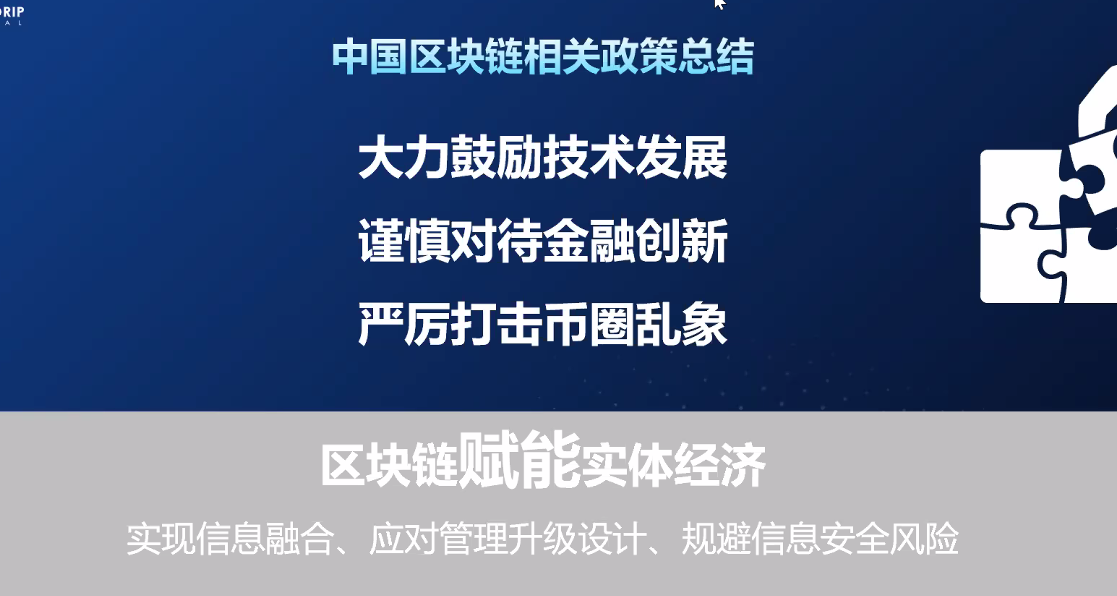 RIP
AL
中国区块链相关政策总结
大力鼓励技术发展
谨慎对待金融创新
严厉打击币圈乱象
区块链赋能实体经济
实现信息融合、应对管理升级设计、规避信息安全风险